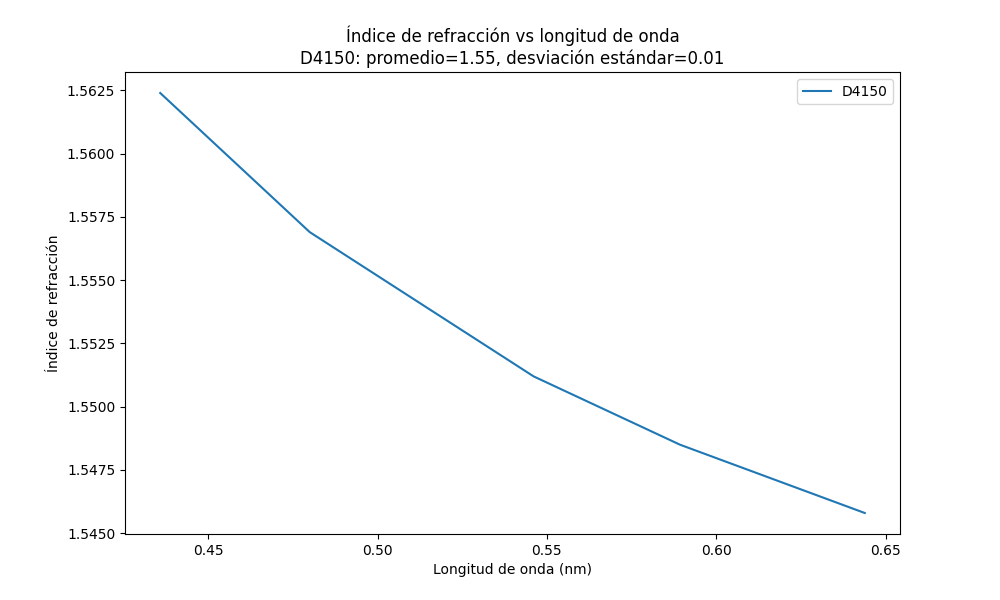 Índice de refracción vs longitud de onda
D4150: promedio=1.55, desviación estándar=0.01
D4150
1.5625
1.5600
1.5575
1.5550
1.5525
1.5500
1.5475
1.5450
Índice de refracción
0.45
0.50
0.55
0.60
0.65
Longitud de onda (nm)